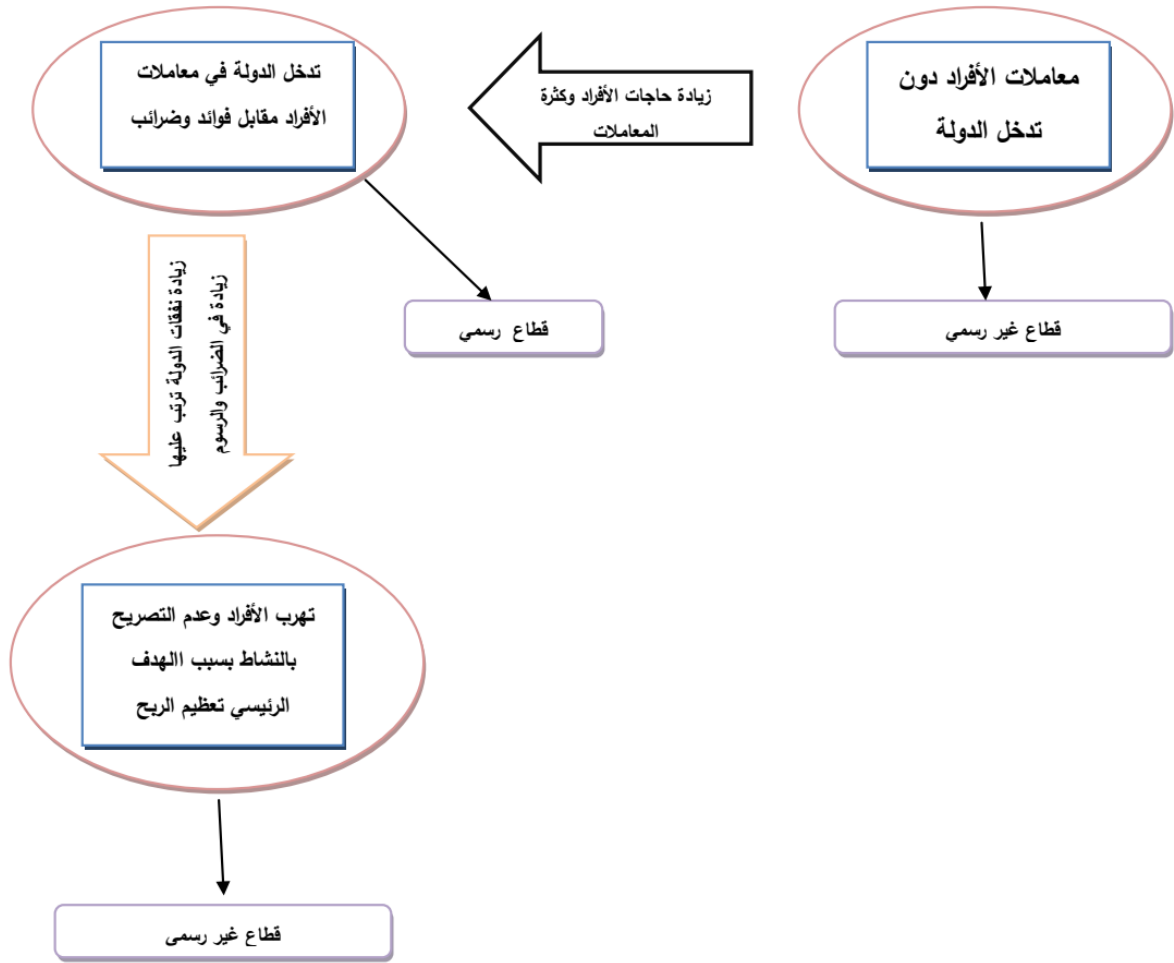 معاملات الأفراد دون
تدخل الدولة
زيادة حاجات الأفراد وكثرة
المعاملات
تدخل الدولة في معاملات
الأفراد مقابل فوائد وضرائب
قطاع غير رسمي
قطاع رسمي
زيادة نفقات الدولة ترتب عليها
زيادة في الضرائب والرسوم
تهرب الأفراد وعدم التصريح
بالنشاط بسبب االهدف
الرئيسي تعظيم الربح
قطاع غير رسمي